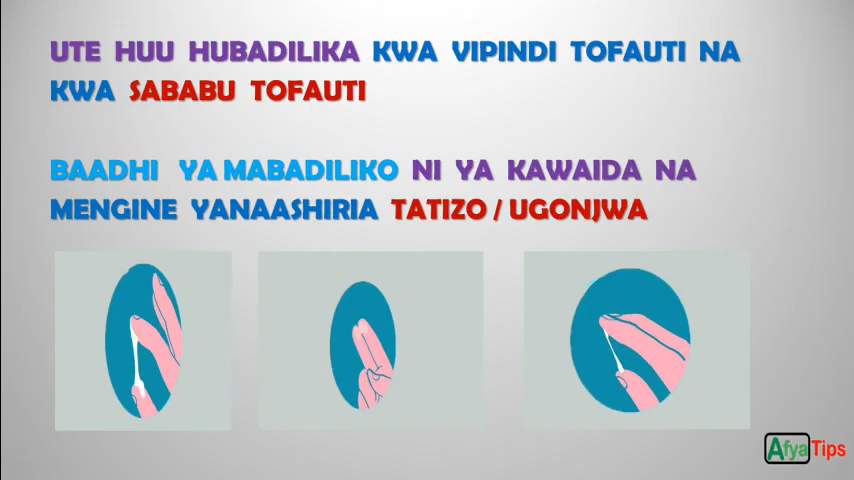 UTE HUU HUBADILIKA KWA VIPINDI TOFAUTI NA
KWA SABABU TOFAUTI
BAADHI YA MABADILIKO NI YA KAWAIDA NA
MENGINE YANAASHIRIA TATIZO / UGONJWA
AfyaTips